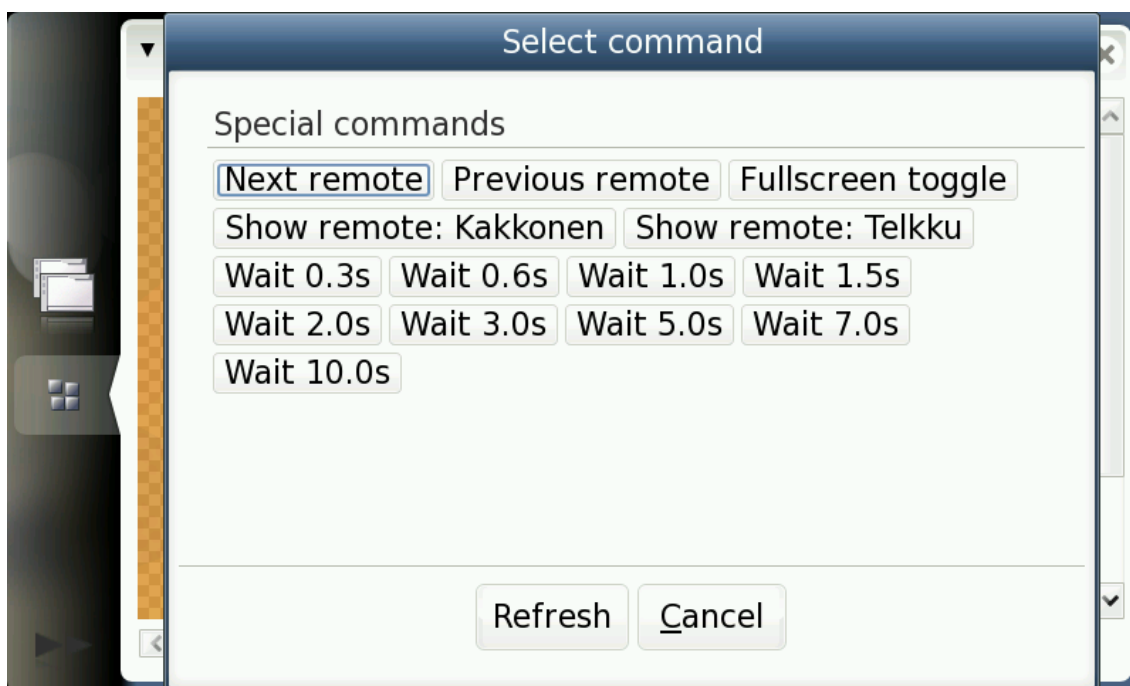 Select command
Special commands
Next remote Previous remote Fullscreen toggle
Show remote: Kakkonen Show remote: Telkku
Wait 0.3s Wait 0.6s Wait 1.0s Wait 1.5s
Wait 2.0s Wait 3.0s Wait 5.0s Wait 7.0s
Wait 10.0s
Refresh Cancel